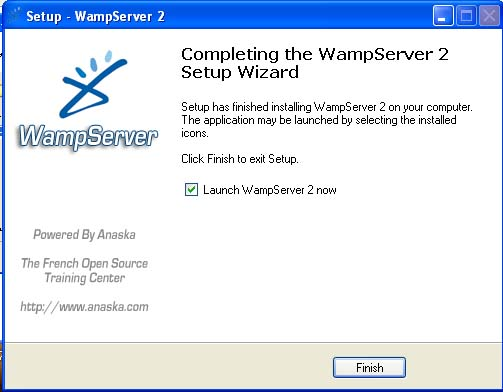 Setup - WampServer 2
Completing the WampServer 2
Setup Wizard
Setup has finished installing WampServer 2 on your computer.
The application may be launched by selecting the installed
icons.
Click Finish to exit Setup.
Launch WampServer 2 now
WampServer
Powered By Anaska
The French Open Source
Training Center
http://www.anaska.com
Finish